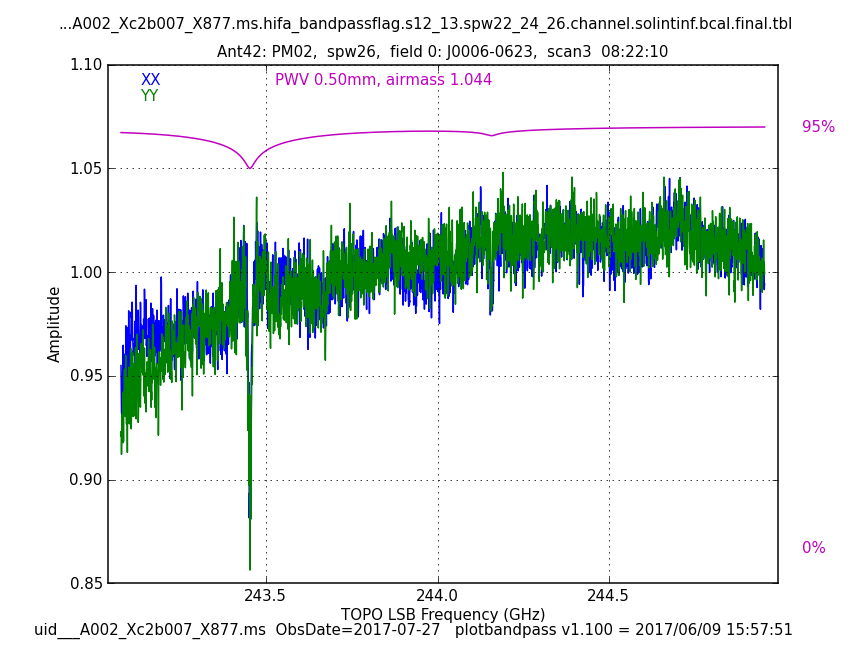 ...A002_Xc2b007_X877.ms.hifa_bandpassflag.s12_13.spw22_24_26.channel.solintinf.bcal.final.tbl
Ant42: PM02,  spw26,  field 0: J0006-0623,  scan3  08:22:10
1.10
XX
PWV 0.50mm, airmass 1.044
YY
95%
1.05
1.00
Amplitude
0.95
0.90
0%
0.85
243.5
244.0
244.5
TOPO LSB Frequency (GHz)
uid___A002_Xc2b007_X877.ms  ObsDate=2017-07-27   plotbandpass v1.100 = 2017/06/09 15:57:51